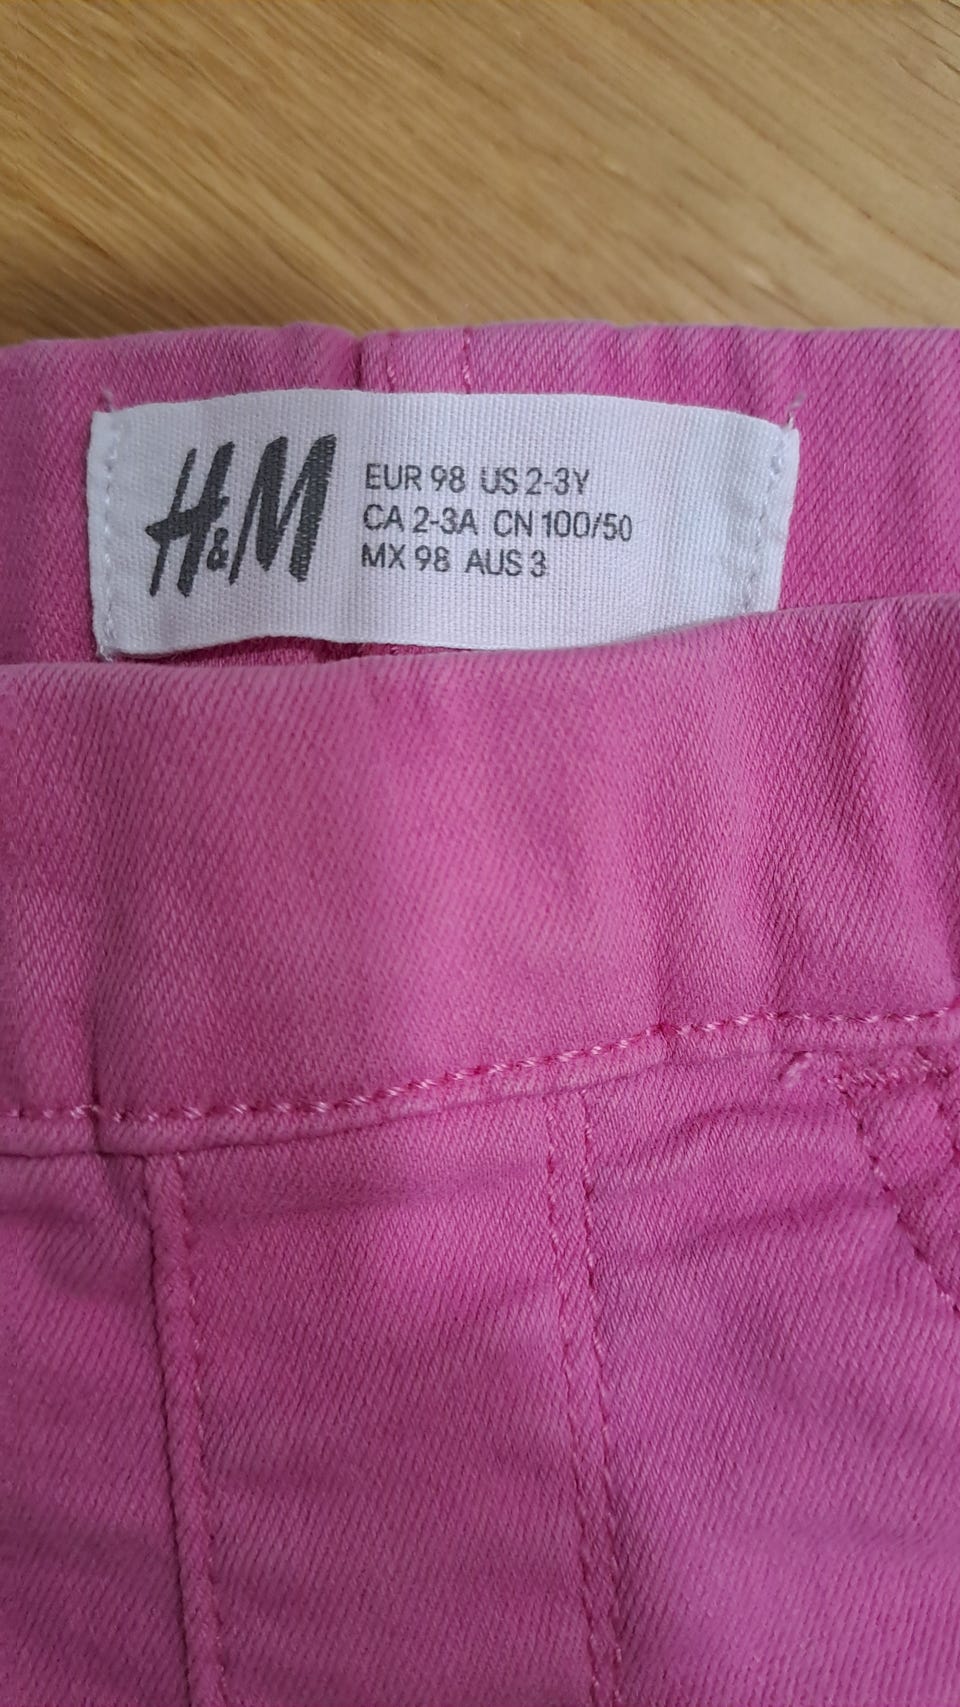 H&M
EUR 98 US 2-3Y
CA 2-3A CN 100/50
MX 98 AUS 3